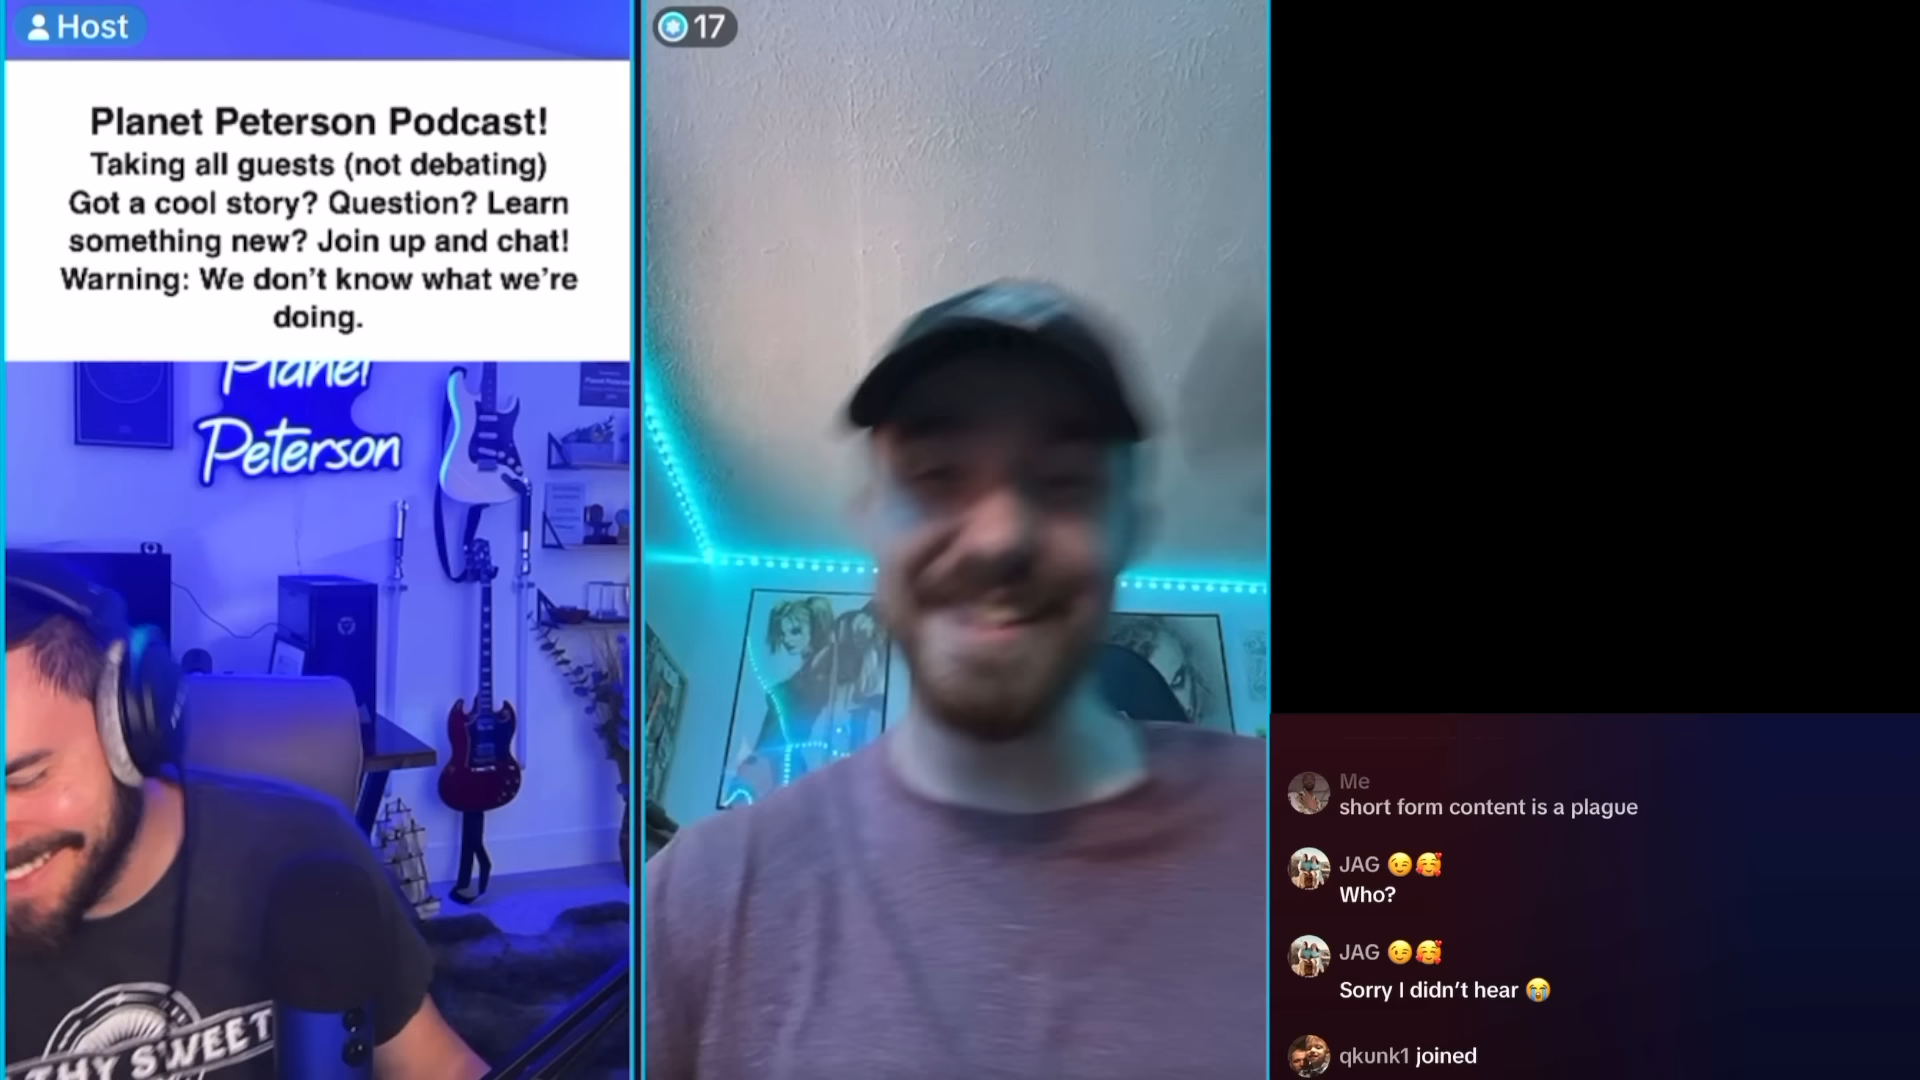 Host
Planet Peterson Podcast!
Taking all guests (not debating)
Got a cool story? Question? Learn
something new? Join up and chat!
Warning: We don't know what we're
doing.
Planet
Peterson
THY SWEET
17
Me
short form content is a plague
JAG 😉🥰
Who?
JAG 😉🥰
Sorry I didn't hear 😭
qkunk1 joined